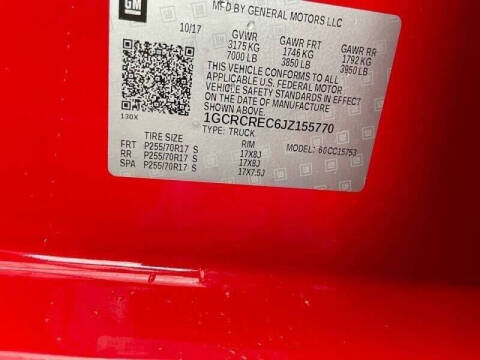 GM
MFD BY GENERAL MOTORS LLC
10/17
GVWR GAWR FRT GAWR RR
3175 KG 1746 KG 1792 KG
7000 LB 3850 LB 3950 LB
THIS VEHICLE CONFORMS TO ALL
APPLICABLE U.S. FEDERAL MOTOR
VEHICLE SAFETY STANDARDS IN
EFFECT ON THE DATE OF MANUFACTURE
SHOWN ABOVE.
1GCRCREC6JZ155770
130X
TYPE: TRUCK
MODEL: 60CC15753
TIRE SIZE RIM
FRT P255/70R17 S 17X8J
RR P255/70R17 S 17X8J
SPA P255/70R17 S 17X7.5J